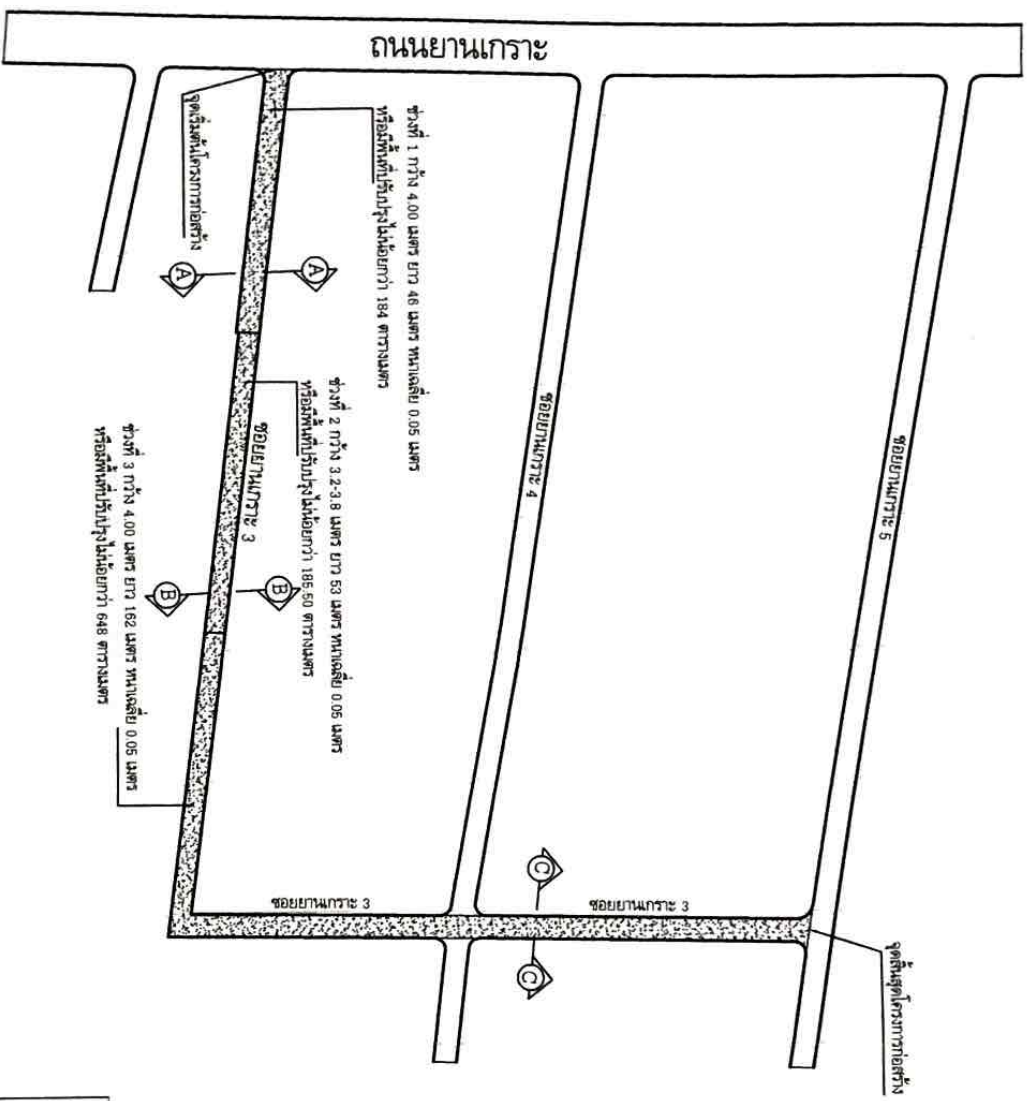 ถนนยานเกราะ
จุดเริ่มต้นโครงการก่อสร้าง
ช่วงที่ 1 กว้าง 4.00 เมตร ยาว 46 เมตร หนาเฉลี่ย 0.05 เมตร
หรือมีพื้นที่ปรับปรุงไม่น้อยกว่า 184 ตารางเมตร
A
A
ช่วงที่ 2 กว้าง 3.2-3.8 เมตร ยาว 53 เมตร หนาเฉลี่ย 0.05 เมตร
หรือมีพื้นที่ปรับปรุงไม่น้อยกว่า 185.50 ตารางเมตร
ซอยยานเกราะ 3
B
B
ช่วงที่ 3 กว้าง 4.00 เมตร ยาว 162 เมตร หนาเฉลี่ย 0.05 เมตร
หรือมีพื้นที่ปรับปรุงไม่น้อยกว่า 648 ตารางเมตร
ซอยยานเกราะ 4
ซอยยานเกราะ 5
ซอยยานเกราะ 3
ซอยยานเกราะ 3
C
C
จุดสิ้นสุดโครงการก่อสร้าง